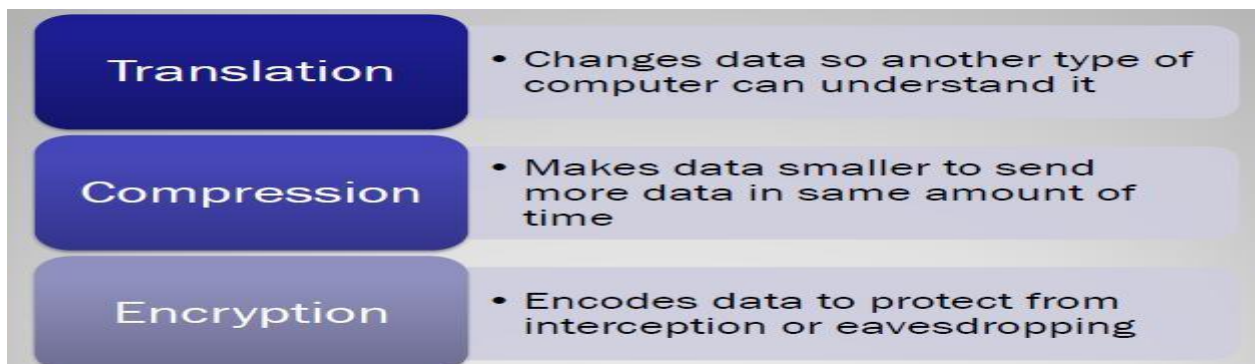 Translation
• Changes data so another type of
computer can understand it
Compression
• Makes data smaller to send
more data in same amount of
time
Encryption
• Encodes data to protect from
interception or eavesdropping